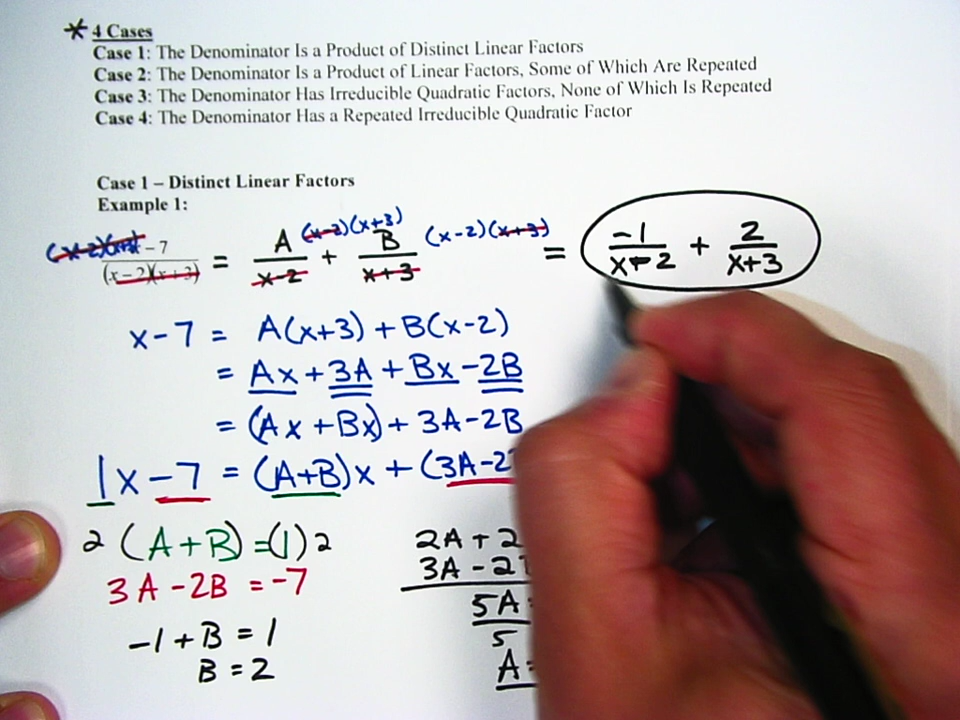 * 4 Cases
Case 1: The Denominator Is a Product of Distinct Linear Factors
Case 2: The Denominator Is a Product of Linear Factors, Some of Which Are Repeated
Case 3: The Denominator Has Irreducible Quadratic Factors, None of Which Is Repeated
Case 4: The Denominator Has a Repeated Irreducible Quadratic Factor
Case 1 – Distinct Linear Factors
Example 1:
(x-2)(x+3) (x-2)(x+3) (x-2)(x+3)
- 7 A B -1 2
= + = +
(x – 2)(x + 3) x-2 x+3 x-2 x+3
x-7 = A(x+3) + B(x-2)
= Ax + 3A + Bx - 2B
= (Ax + Bx) + 3A - 2B
1x - 7 = (A+B)x + (3A-2
2 (A+B) = (1) 2 2A + 2
3A - 2B = -7 3A - 2
5A
-1 + B = 1 5
B = 2 A =